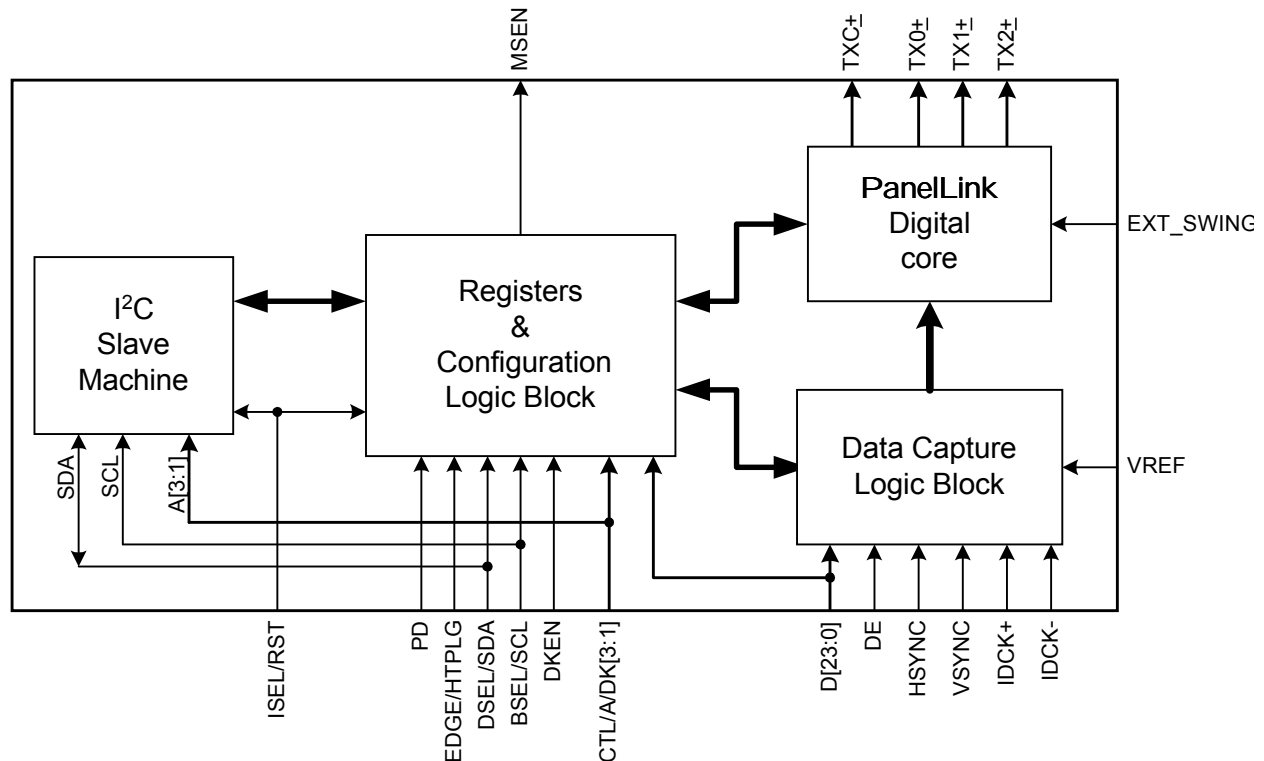 MSEN
TXC±
TX0±
TX1±
TX2±
PanelLink
Digital
core
EXT_SWING
Registers
&
Configuration
Logic Block
I²C
Slave
Machine
Data Capture
Logic Block
VREF
SDA
SCL
A[3:1]
ISEL/RST
PD
EDGE/HTPLG
DSEL/SDA
BSEL/SCL
DKEN
CTL/A/DK[3:1]
D[23:0]
DE
HSYNC
VSYNC
IDCK+
IDCK-